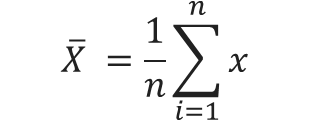 X̄ = 1/n ∑_{i=1}^{n} x